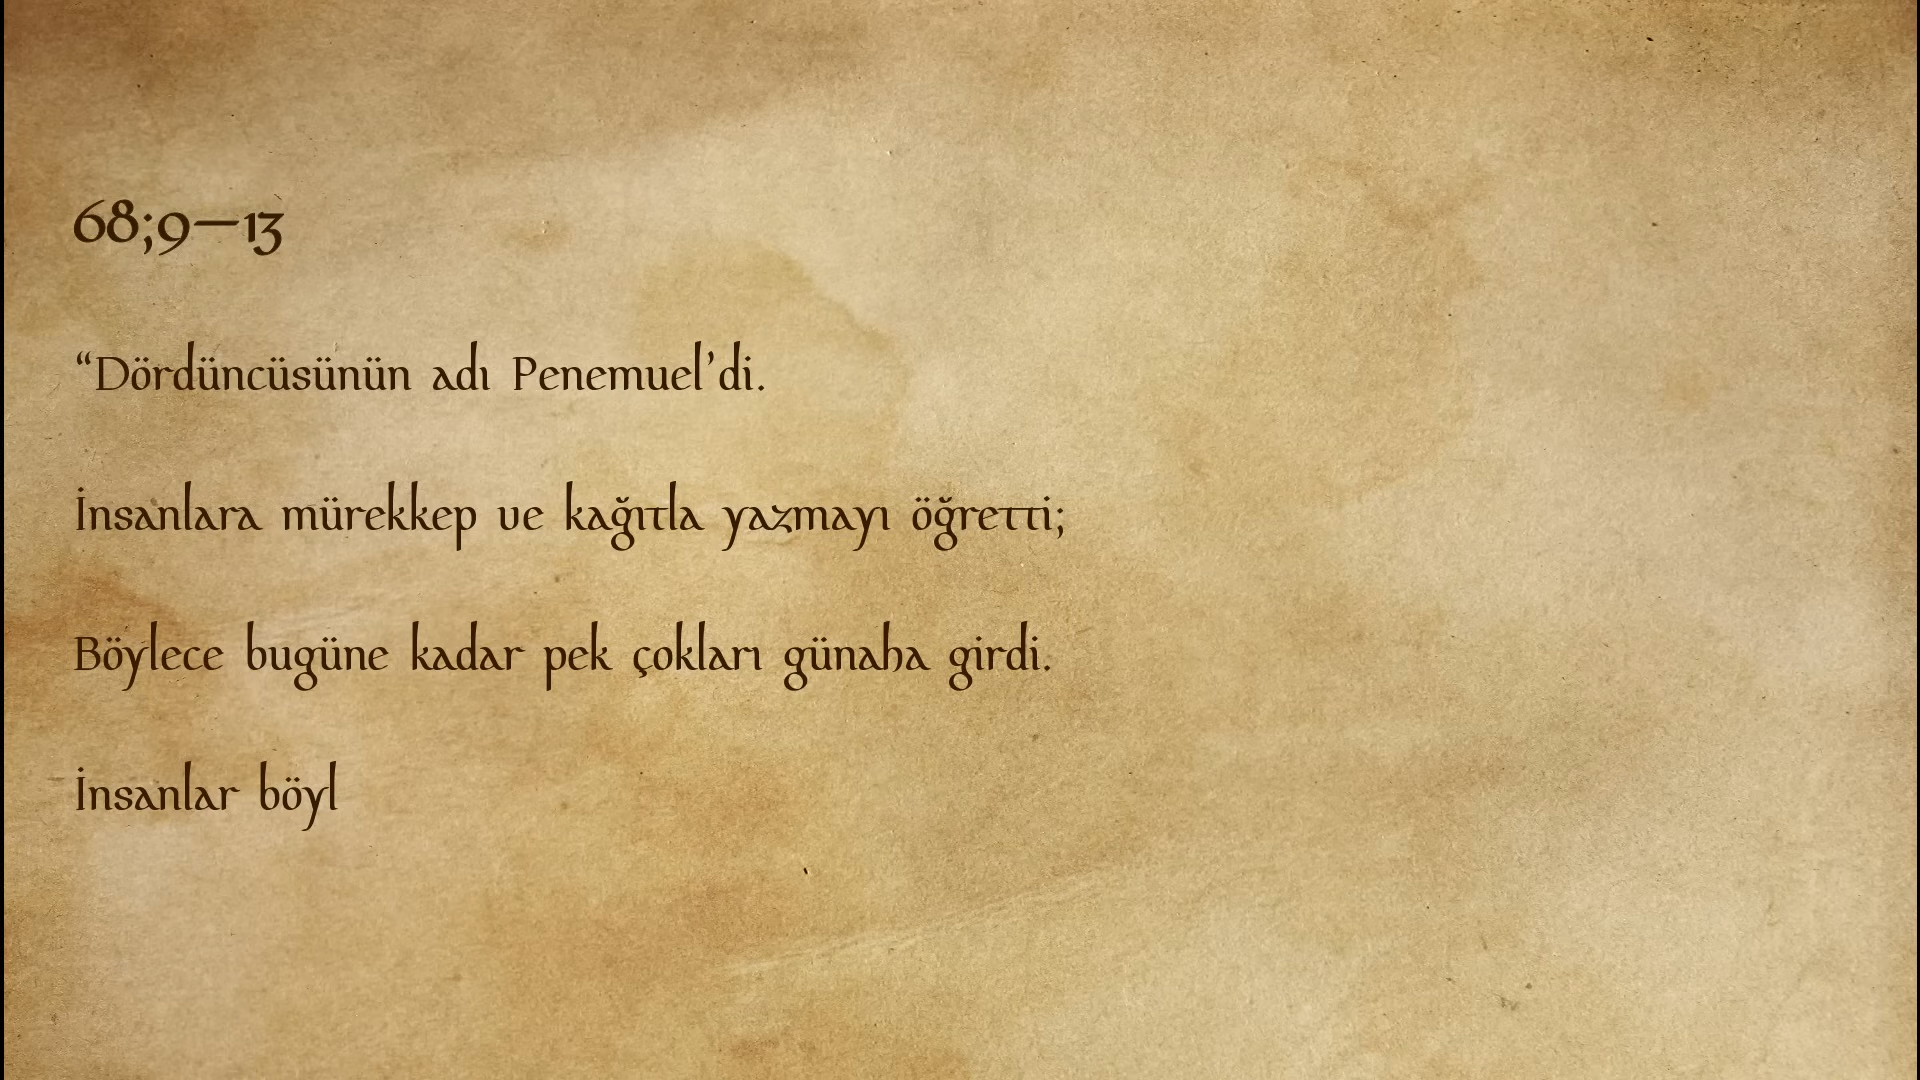 68;9—13
“Dördüncüsünün adı Penemuel’di.
İnsanlara mürekkep ve kağıtla yazmayı öğretti;
Böylece bugüne kadar pek çokları günaha girdi.
İnsanlar böyl